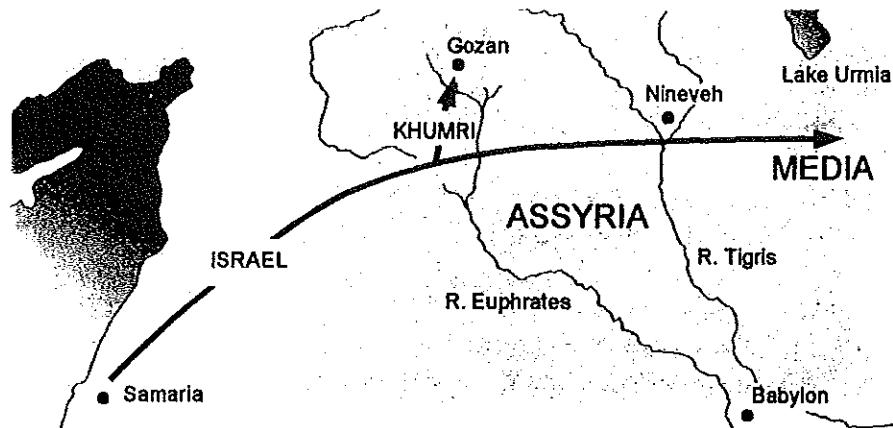 Gozan
Lake Urmia
Nineveh
KHUMRI
MEDIA
ASSYRIA
ISRAEL
R. Tigris
R. Euphrates
Samaria
Babylon